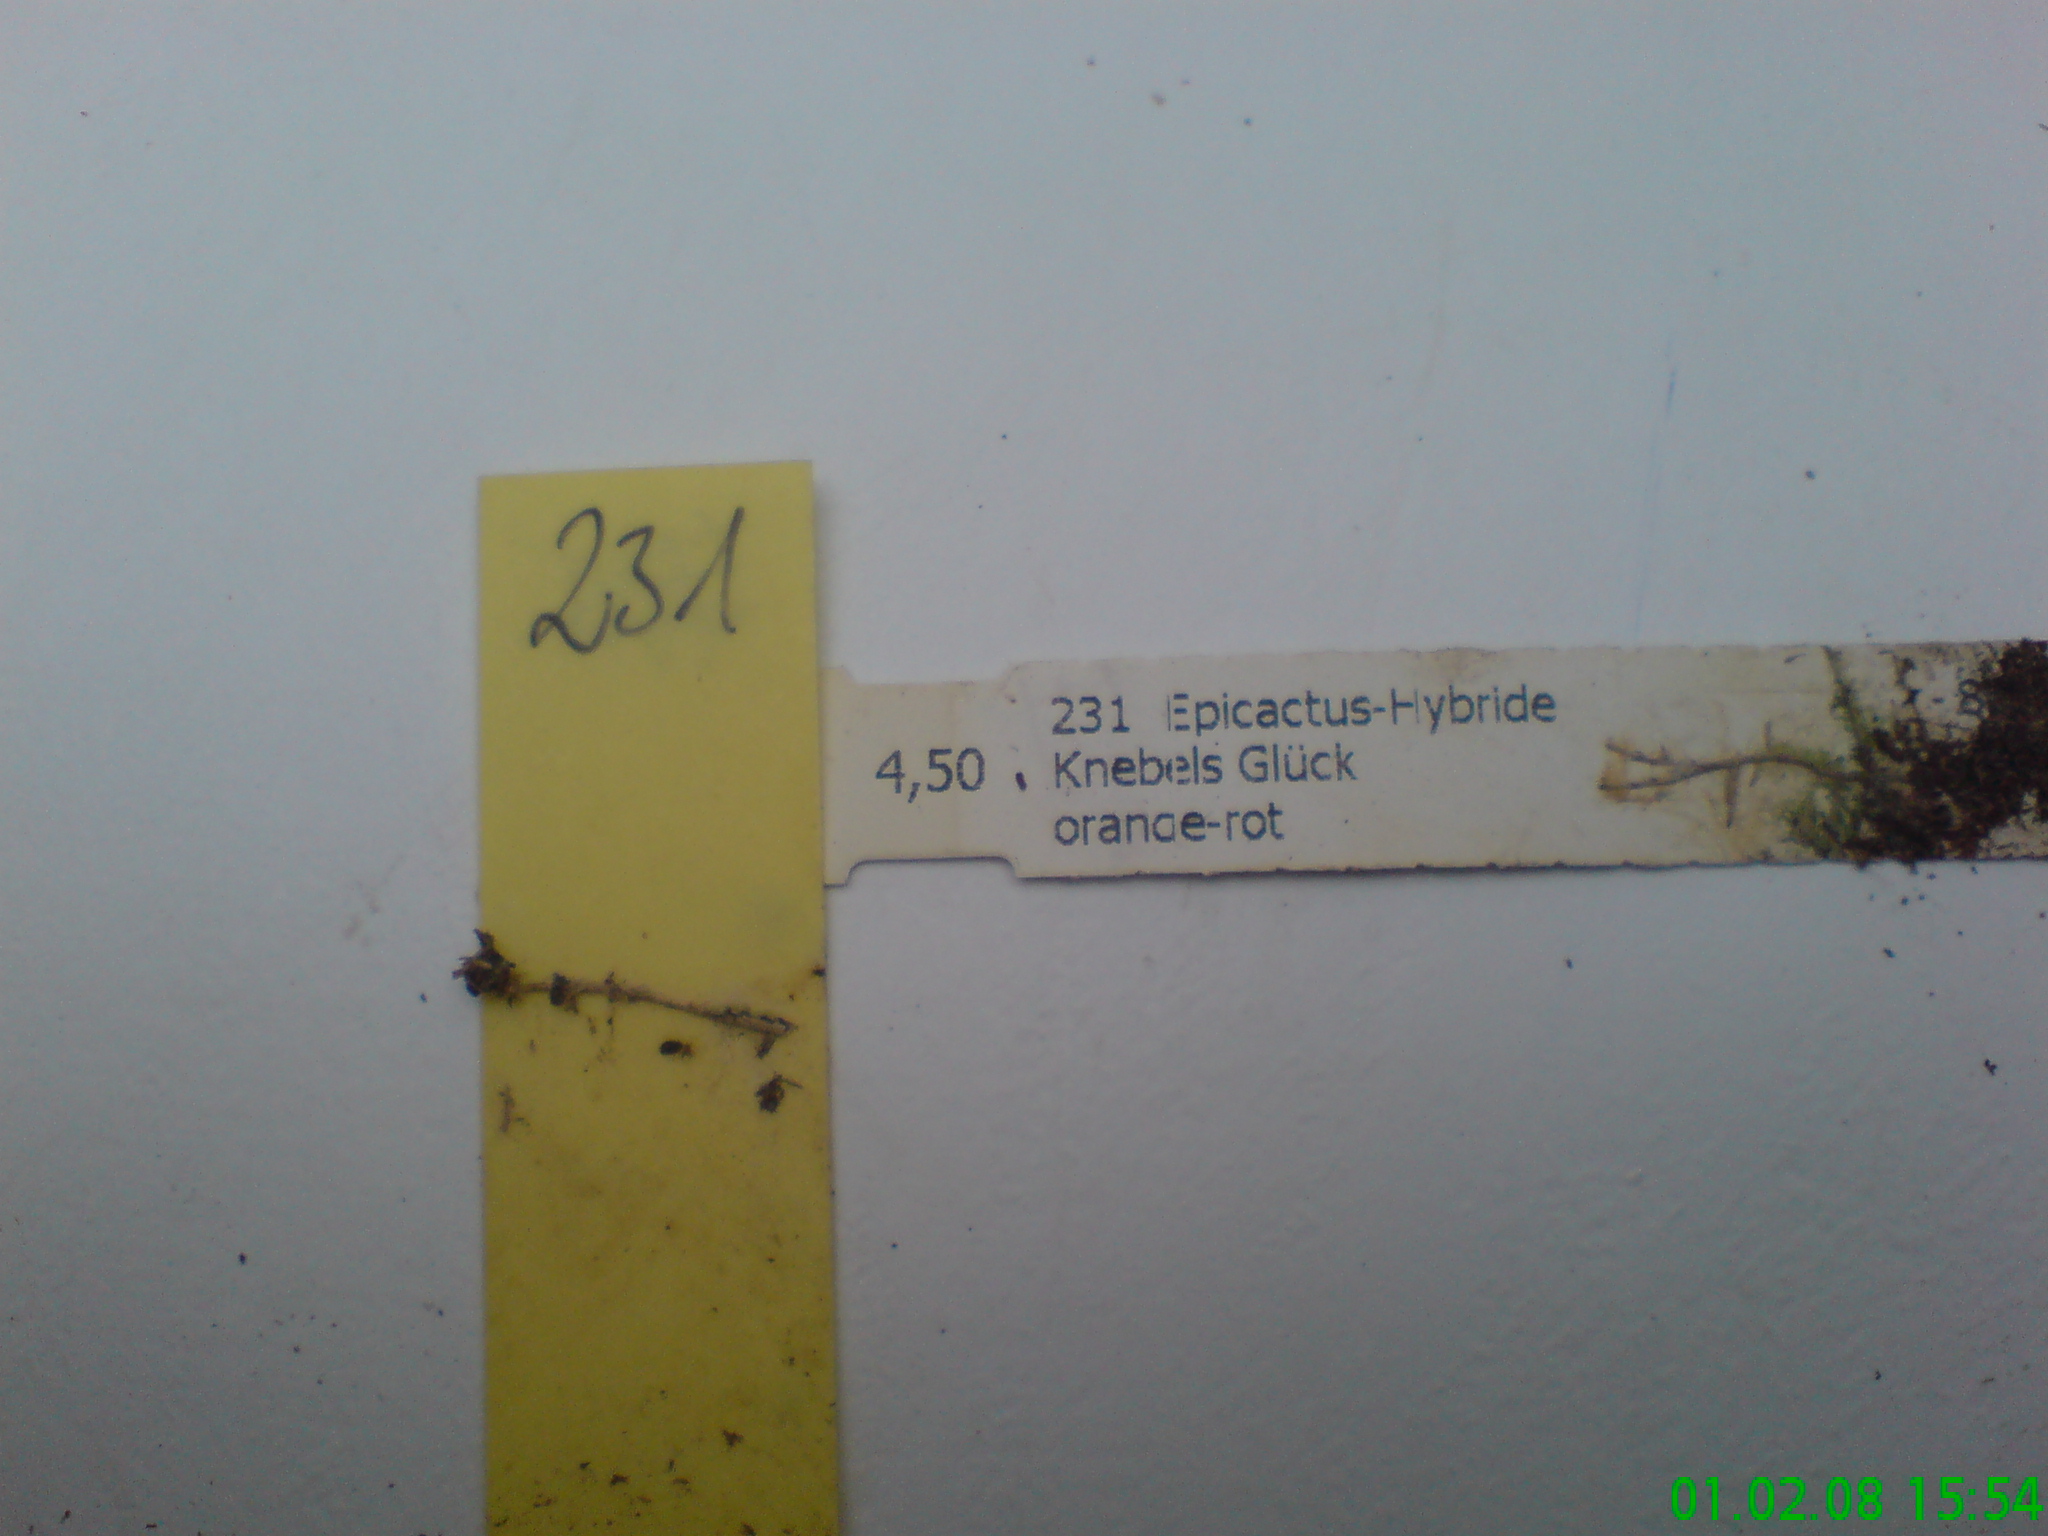 231
4,50
231 Epicactus-Hybride
Knebels Glück
orange-rot
01.02.08 15:54